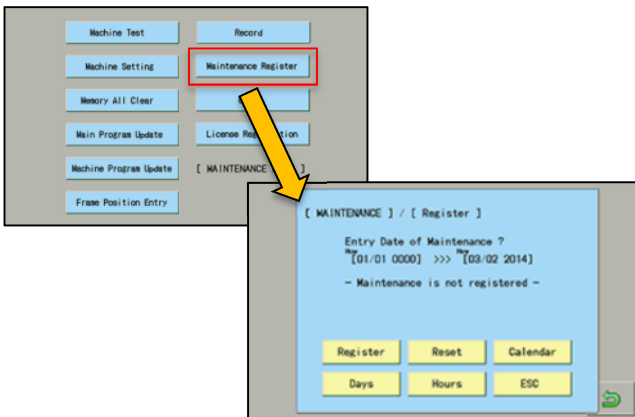 Machine Test
Record
Machine Setting
Maintenance Register
Memory All Clear
Main Program Update
License Reg tion
Machine Program Update
[ MAINTENANCE ]
Frame Position Entry
[ MAINTENANCE ] / [ Register ]
Entry Date of Maintenance ?
[01/01 0000] >>> [03/02 2014]
- Maintenance is not registered -
Register
Reset
Calendar
Days
Hours
ESC